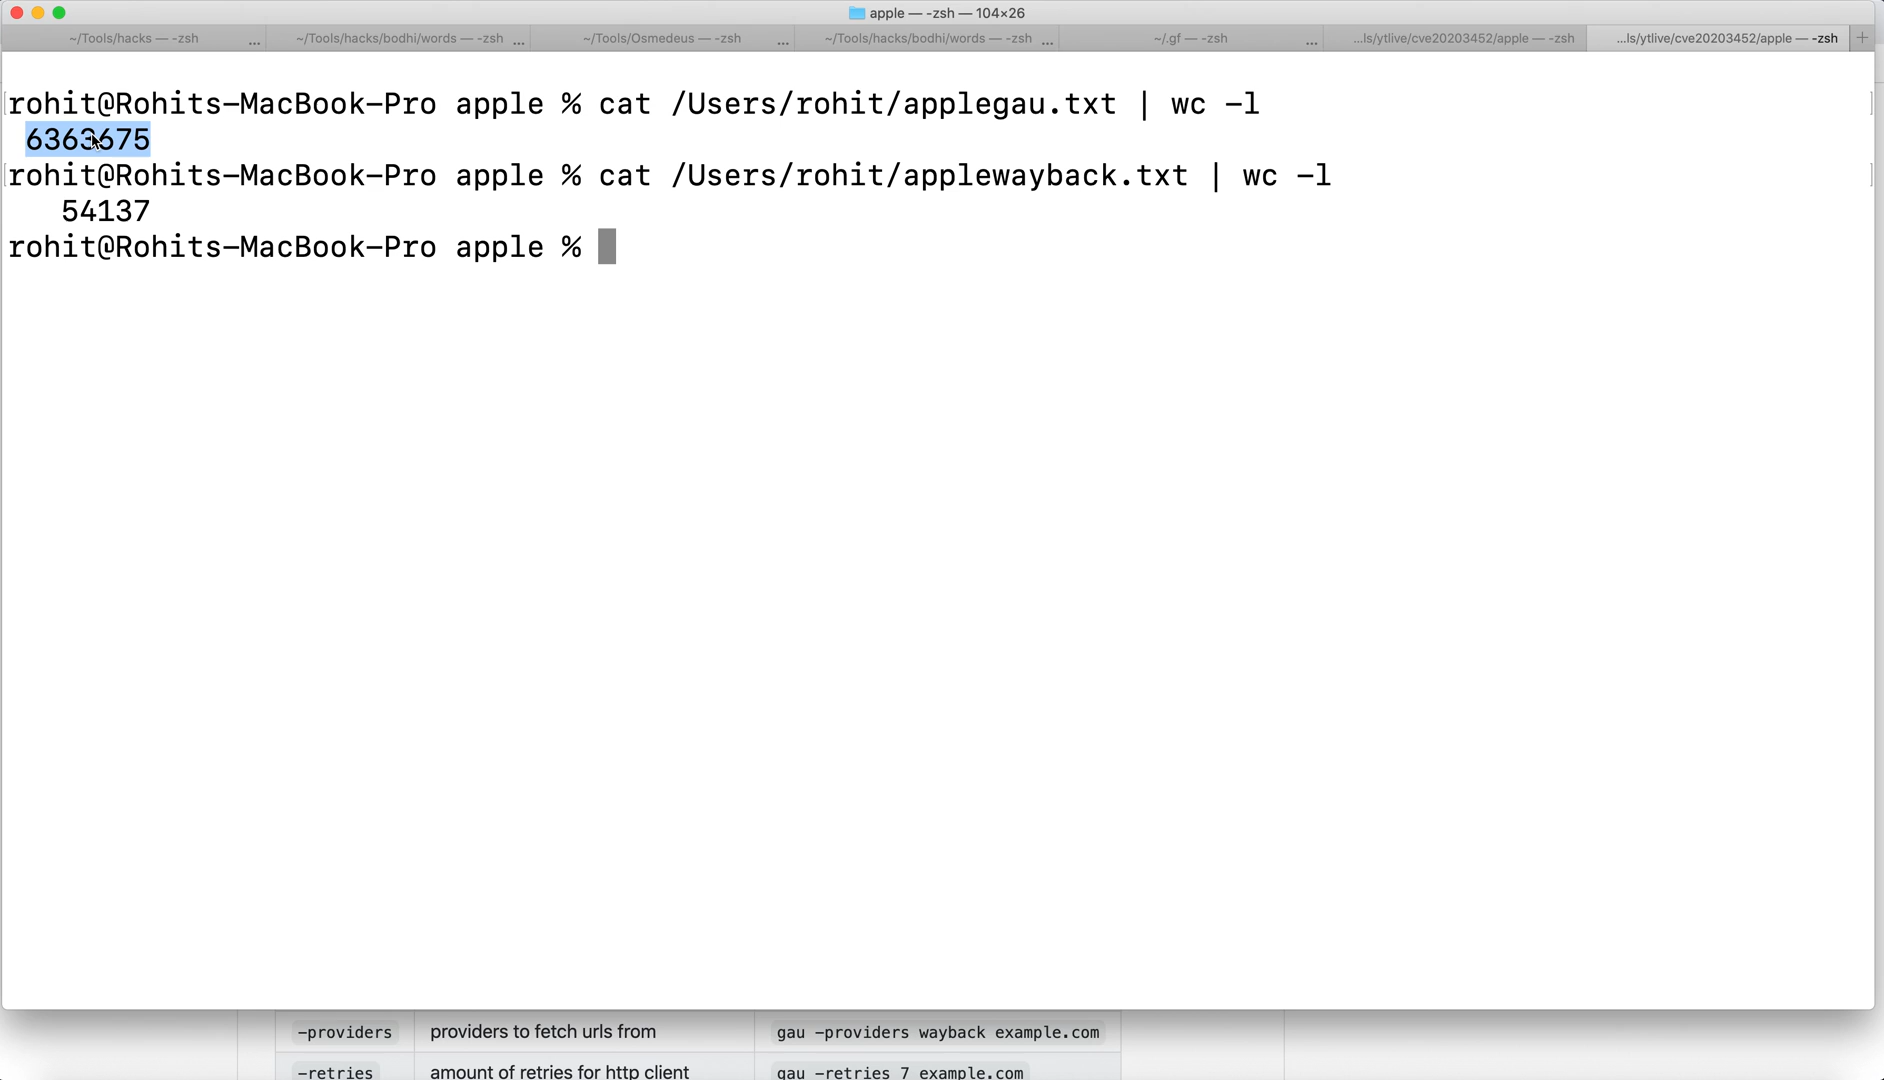 apple — -zsh — 104×26
~/Tools/hacks — -zsh ... ~/Tools/hacks/bodhi/words — -zsh ... ~/Tools/Osmedeus — -zsh ... ~/Tools/hacks/bodhi/words — -zsh ... ~/.gf — -zsh ... ...ls/ytlive/cve20203452/apple — -zsh ...ls/ytlive/cve20203452/apple — -zsh +
rohit@Rohits-MacBook-Pro apple % cat /Users/rohit/applegau.txt | wc -l
6363675
rohit@Rohits-MacBook-Pro apple % cat /Users/rohit/applewayback.txt | wc -l
54137
rohit@Rohits-MacBook-Pro apple %
-providers providers to fetch urls from gau -providers wayback example.com
-retries amount of retries for http client gau -retries 7 example.com